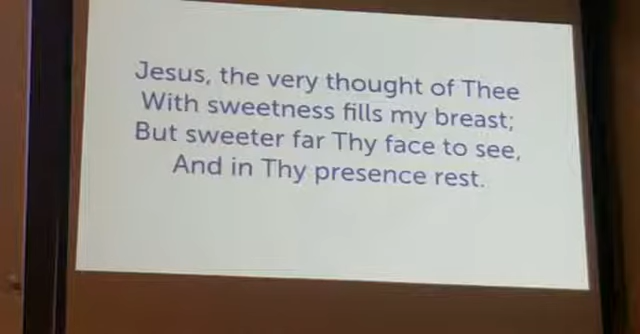 Jesus, the very thought of Thee
With sweetness fills my breast;
But sweeter far Thy face to see,
And in Thy presence rest.